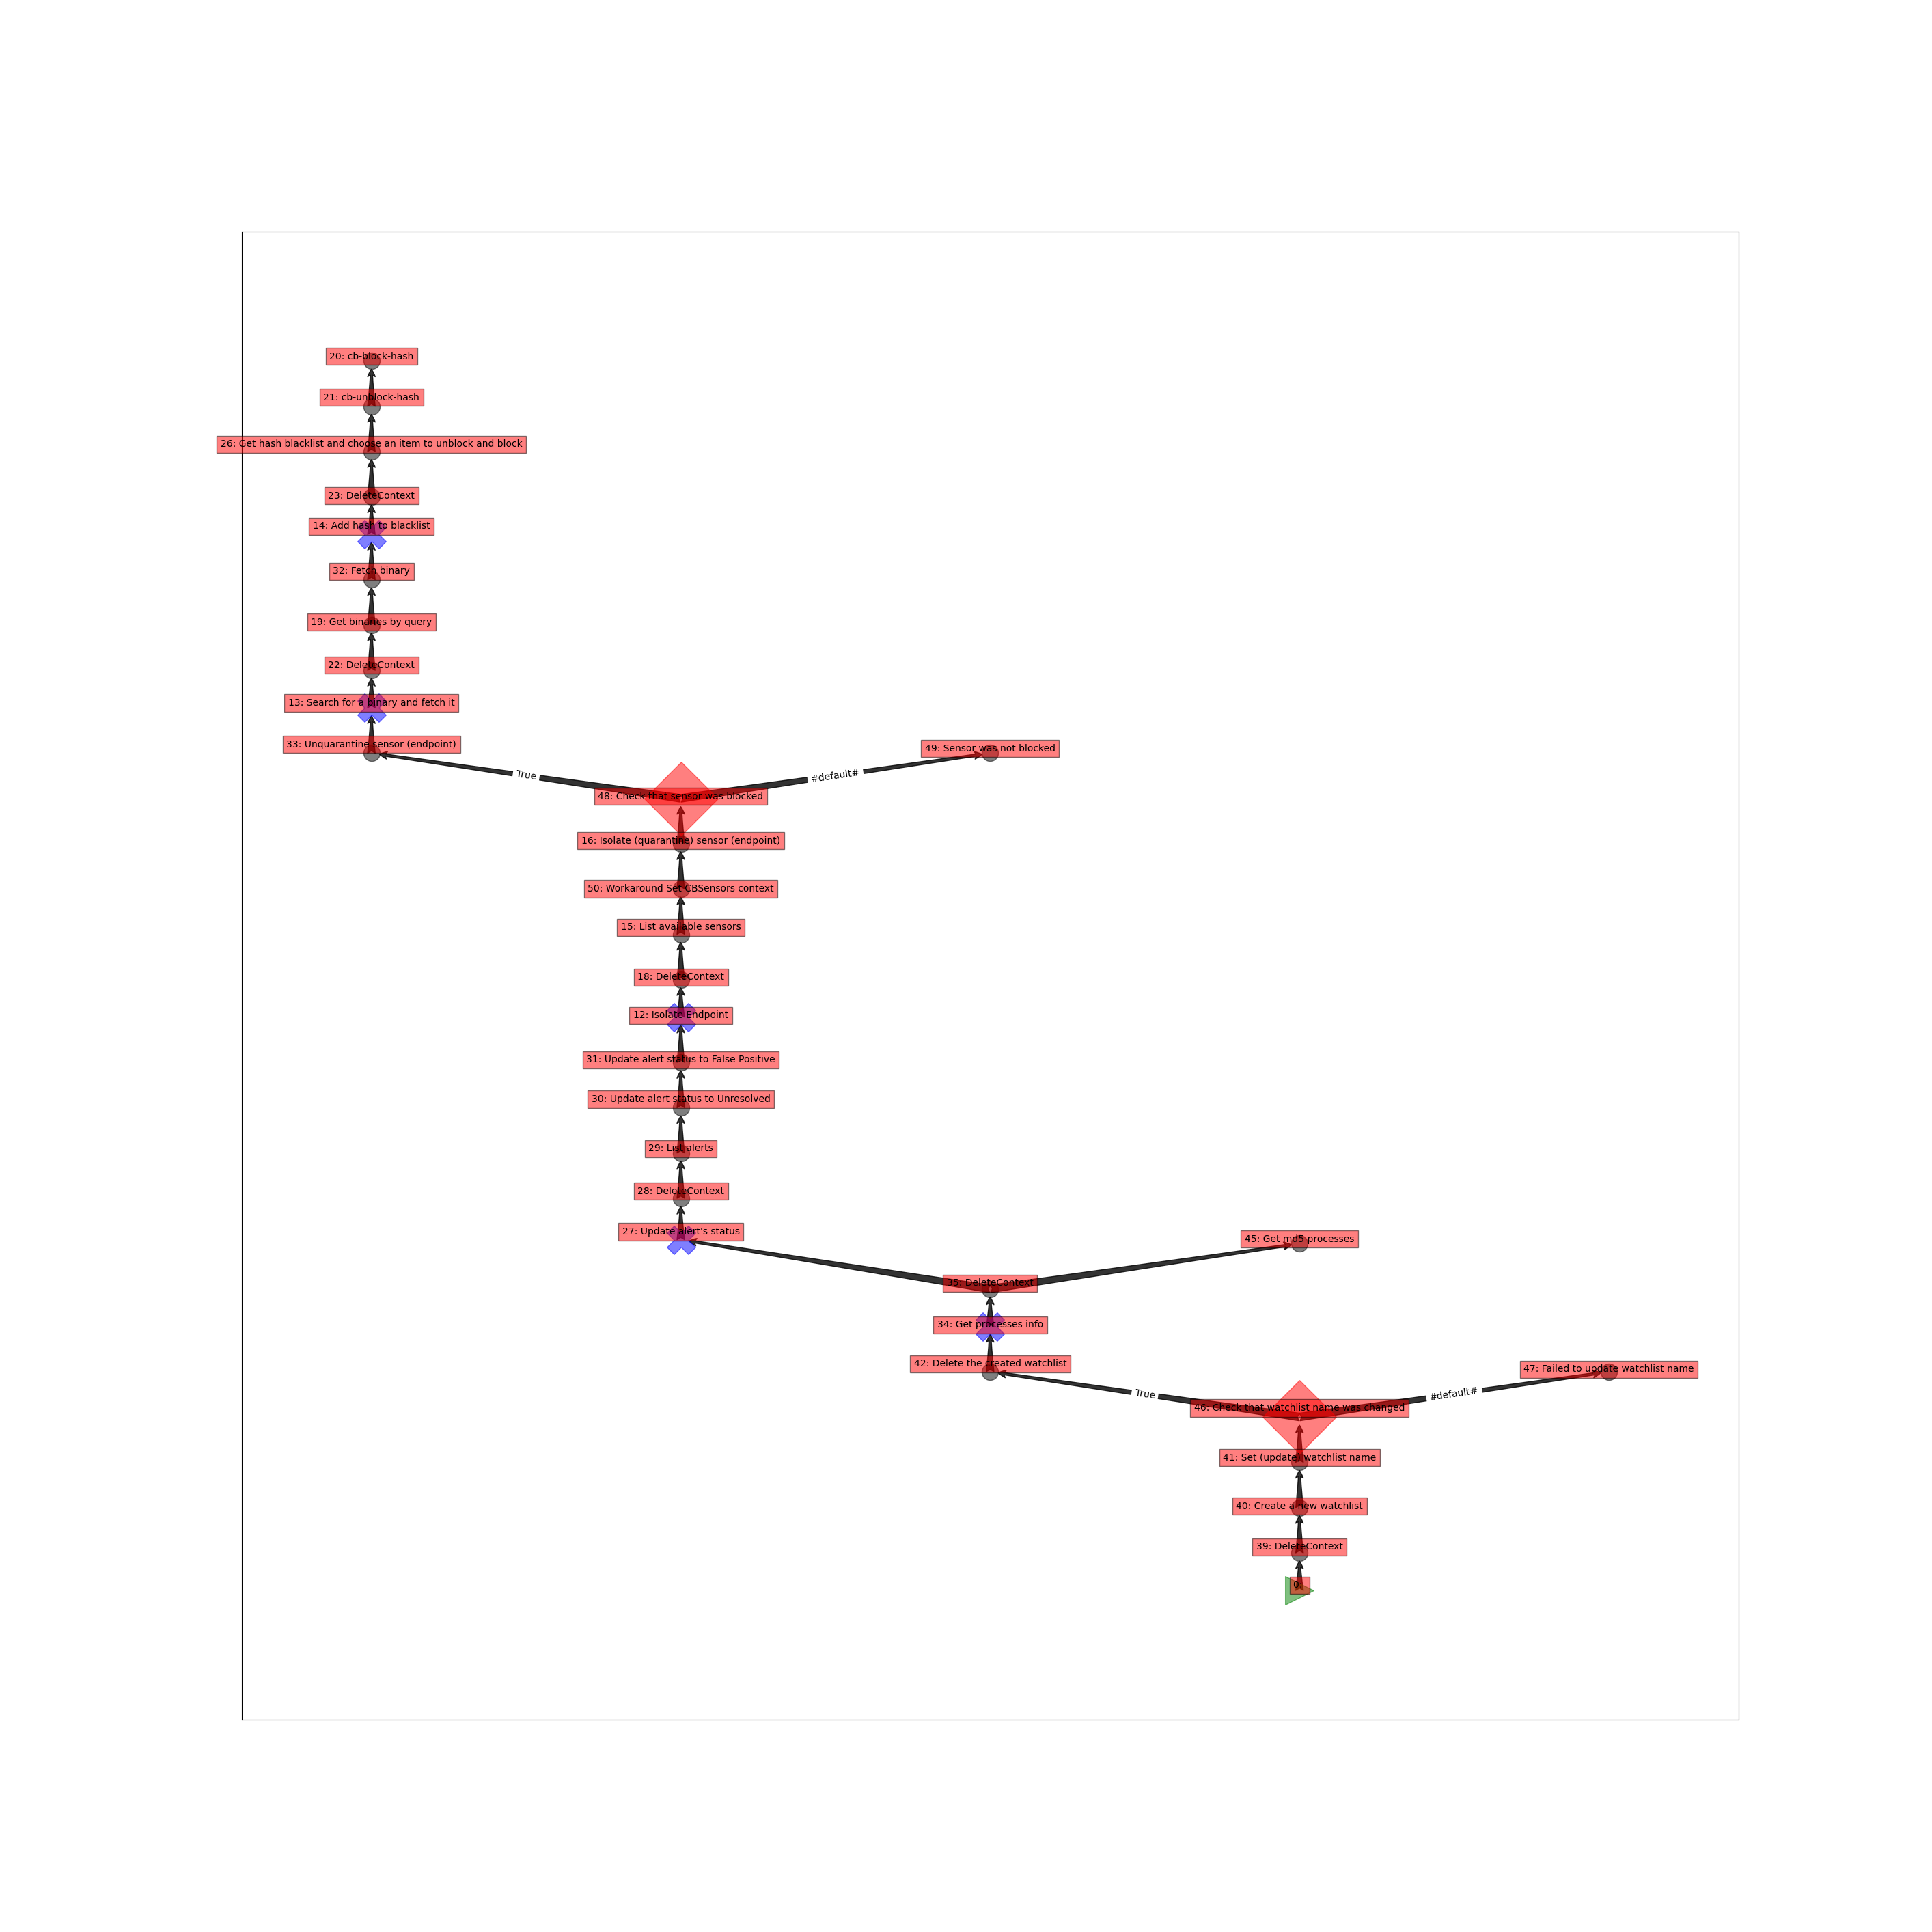 20: cb-block-hash
21: cb-unblock-hash
26: Get hash blacklist and choose an item to unblock and block
23: DeleteContext
14: Add hash to blacklist
32: Fetch binary
19: Get binaries by query
22: DeleteContext
13: Search for a binary and fetch it
33: Unquarantine sensor (endpoint)
49: Sensor was not blocked
True
#default#
48: Check that sensor was blocked
16: Isolate (quarantine) sensor (endpoint)
50: Workaround Set CBSensors context
15: List available sensors
18: DeleteContext
12: Isolate Endpoint
31: Update alert status to False Positive
30: Update alert status to Unresolved
29: List alerts
28: DeleteContext
27: Update alert's status
45: Get md5 processes
35: DeleteContext
34: Get processes info
42: Delete the created watchlist
47: Failed to update watchlist name
True
#default#
46: Check that watchlist name was changed
41: Set (update) watchlist name
40: Create a new watchlist
39: DeleteContext
0: